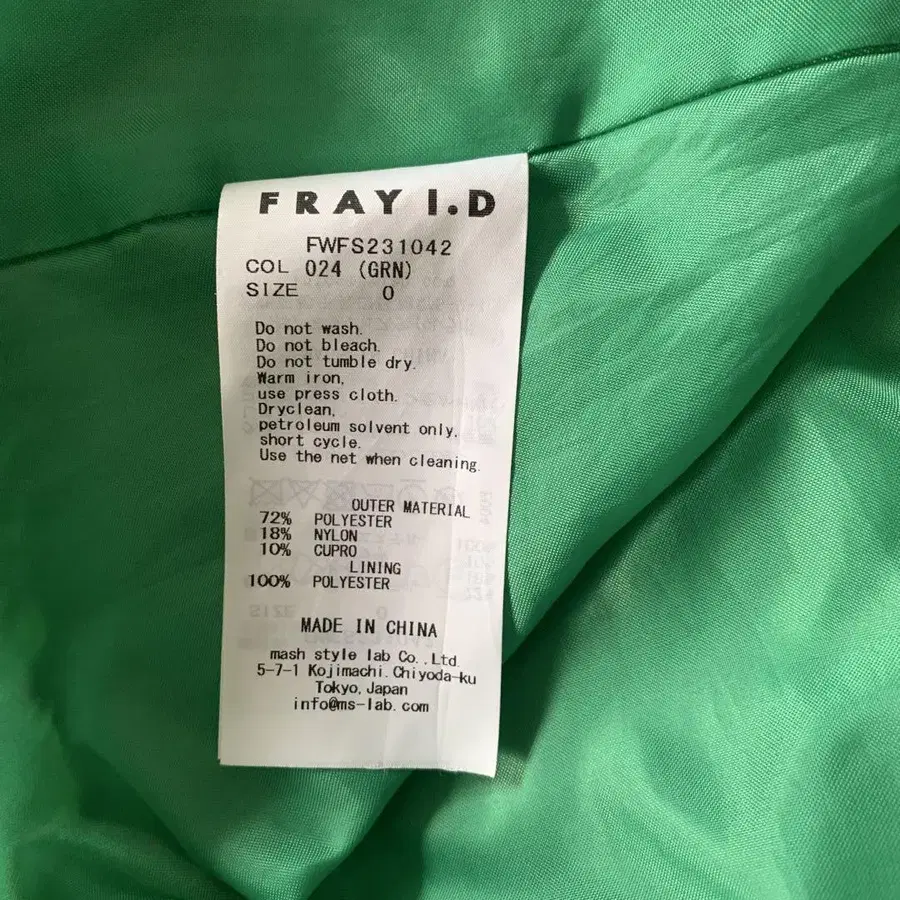 FRAY I.D
FWFS231042
COL 024 (GRN)
SIZE 0
Do not wash.
Do not bleach.
Do not tumble dry.
Warm iron,
use press cloth.
Dryclean,
petroleum solvent only,
short cycle.
Use the net when cleaning.
OUTER MATERIAL
72% POLYESTER
18% NYLON
10% CUPRO
LINING
100% POLYESTER
MADE IN CHINA
mash style lab Co.,Ltd.
5-7-1 Kojimachi.Chiyoda-ku
Tokyo,Japan
info@ms-lab.com